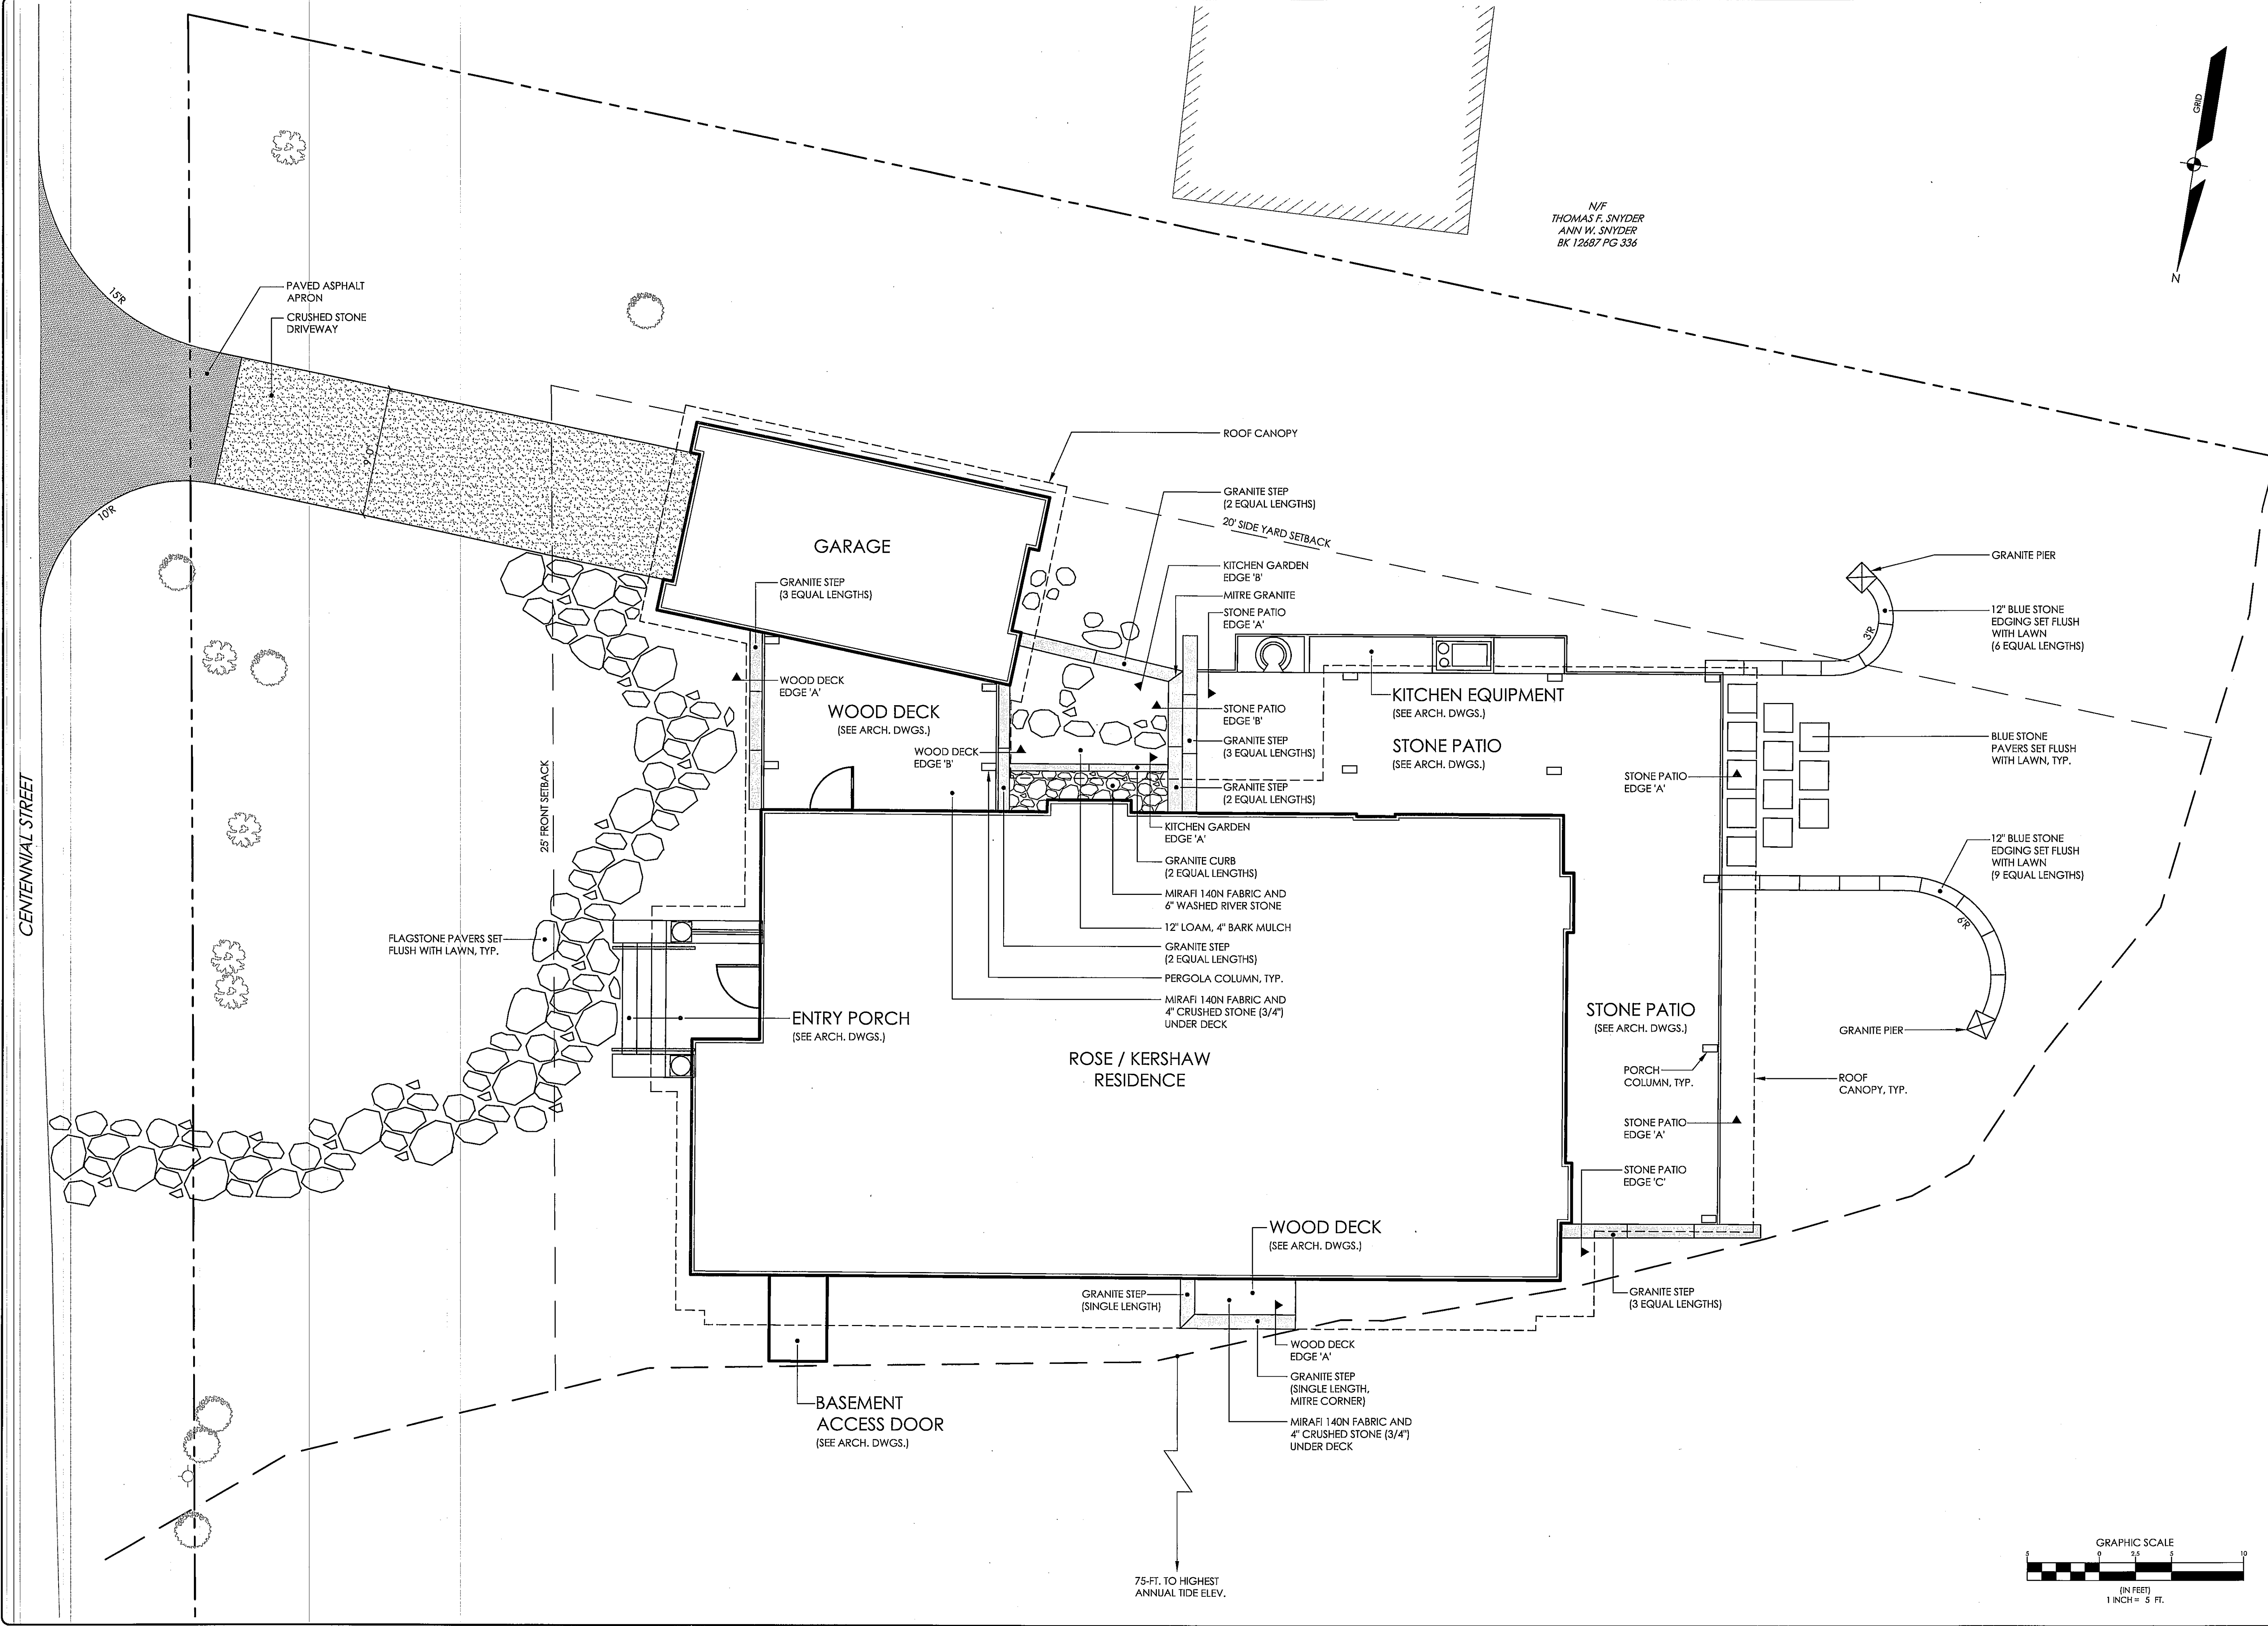 GRID
N
N/F
THOMAS F. SNYDER
ANN W. SNYDER
BK 12687 PG 336
15'R
PAVED ASPHALT
APRON
CRUSHED STONE
DRIVEWAY
9'-0"
10'R
ROOF CANOPY
GRANITE STEP
(2 EQUAL LENGTHS)
20' SIDE YARD SETBACK
GARAGE
GRANITE STEP
(3 EQUAL LENGTHS)
KITCHEN GARDEN
EDGE 'B'
MITRE GRANITE
STONE PATIO
EDGE 'A'
GRANITE PIER
12" BLUE STONE
EDGING SET FLUSH
WITH LAWN
(6 EQUAL LENGTHS)
3'R
WOOD DECK
EDGE 'A'
WOOD DECK
(SEE ARCH. DWGS.)
WOOD DECK
EDGE 'B'
KITCHEN EQUIPMENT
(SEE ARCH. DWGS.)
STONE PATIO
EDGE 'B'
GRANITE STEP
(3 EQUAL LENGTHS)
STONE PATIO
(SEE ARCH. DWGS.)
GRANITE STEP
(2 EQUAL LENGTHS)
BLUE STONE
PAVERS SET FLUSH
WITH LAWN, TYP.
STONE PATIO
EDGE 'A'
25' FRONT SETBACK
CENTENNIAL STREET
KITCHEN GARDEN
EDGE 'A'
GRANITE CURB
(2 EQUAL LENGTHS)
MIRAFI 140N FABRIC AND
6" WASHED RIVER STONE
12" LOAM, 4" BARK MULCH
GRANITE STEP
(2 EQUAL LENGTHS)
PERGOLA COLUMN, TYP.
MIRAFI 140N FABRIC AND
4" CRUSHED STONE (3/4")
UNDER DECK
12" BLUE STONE
EDGING SET FLUSH
WITH LAWN
(9 EQUAL LENGTHS)
6'R
FLAGSTONE PAVERS SET
FLUSH WITH LAWN, TYP.
ENTRY PORCH
(SEE ARCH. DWGS.)
ROSE / KERSHAW
RESIDENCE
STONE PATIO
(SEE ARCH. DWGS.)
GRANITE PIER
PORCH
COLUMN, TYP.
ROOF
CANOPY, TYP.
STONE PATIO
EDGE 'A'
STONE PATIO
EDGE 'C'
WOOD DECK
(SEE ARCH. DWGS.)
GRANITE STEP
(SINGLE LENGTH)
GRANITE STEP
(3 EQUAL LENGTHS)
WOOD DECK
EDGE 'A'
GRANITE STEP
(SINGLE LENGTH,
MITRE CORNER)
MIRAFI 140N FABRIC AND
4" CRUSHED STONE (3/4")
UNDER DECK
BASEMENT
ACCESS DOOR
(SEE ARCH. DWGS.)
75-FT. TO HIGHEST
ANNUAL TIDE ELEV.
GRAPHIC SCALE
5 0 2.5 5 10
(IN FEET)
1 INCH = 5 FT.